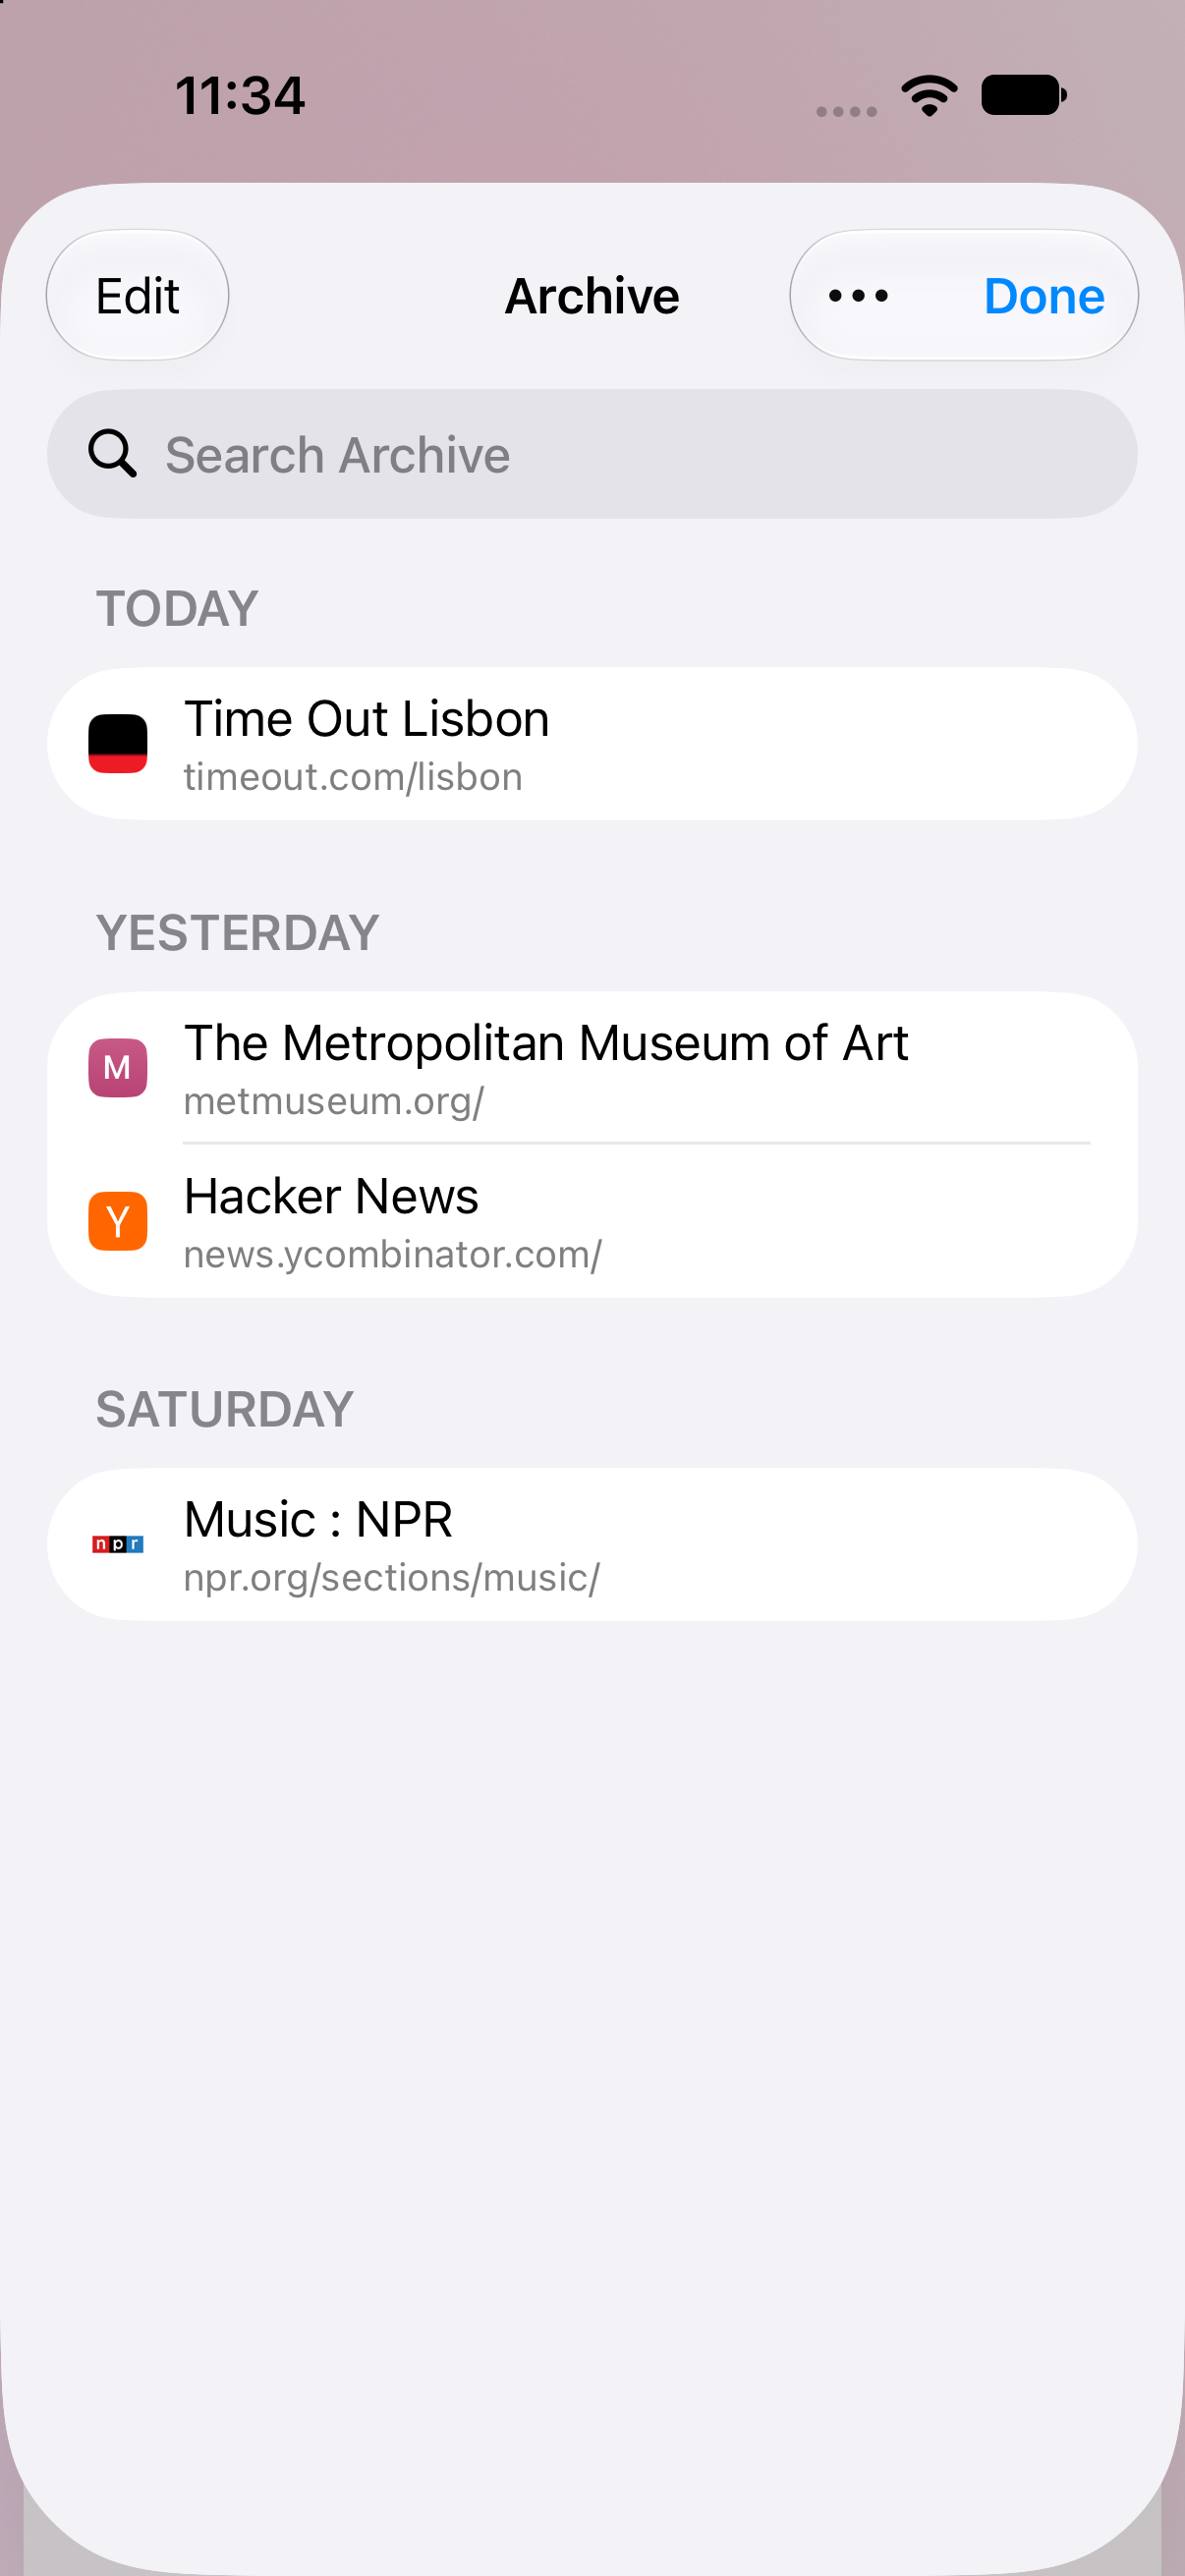 11:34
Edit
Archive
Done
Search Archive
TODAY
Time Out Lisbon
timeout.com/lisbon
YESTERDAY
M
The Metropolitan Museum of Art
metmuseum.org/
Y
Hacker News
news.ycombinator.com/
SATURDAY
npr
Music : NPR
npr.org/sections/music/